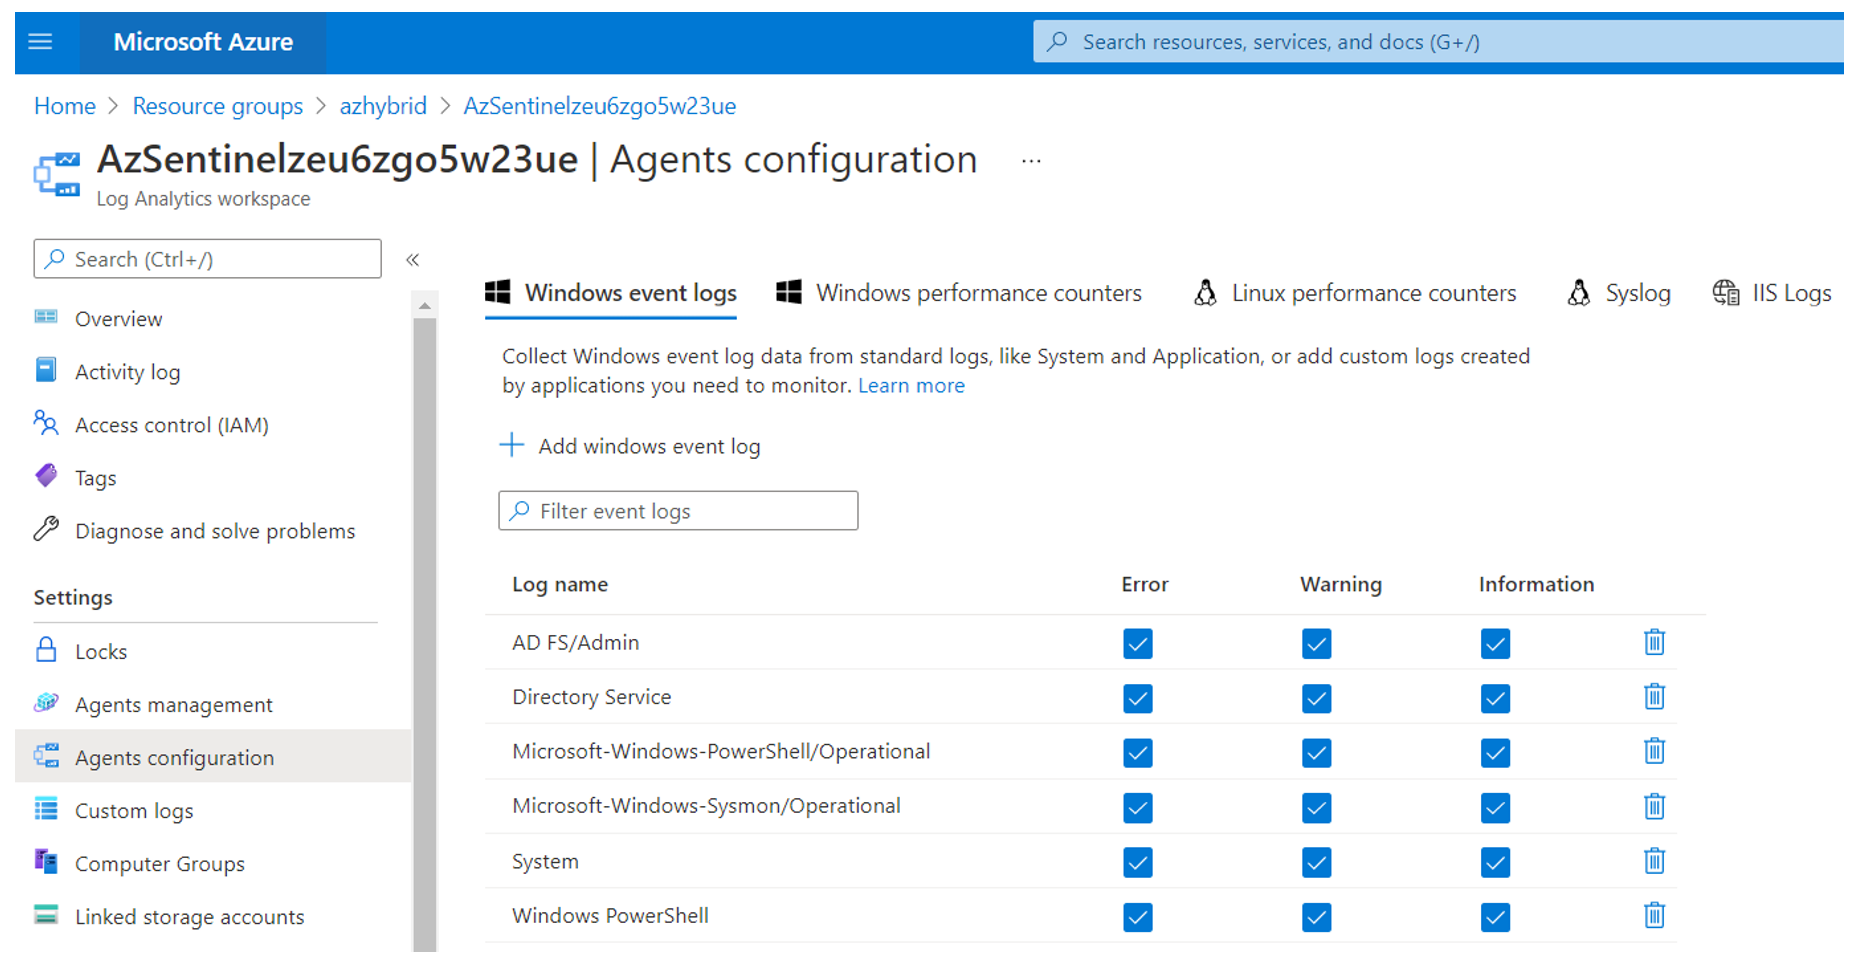 Microsoft Azure
Search resources, services, and docs (G+/)
Home > Resource groups > azhybrid > AzSentinelzeu6zgo5w23ue
AzSentinelzeu6zgo5w23ue | Agents configuration ...
Log Analytics workspace
Search (Ctrl+/)
«
Overview
Activity log
Access control (IAM)
Tags
Diagnose and solve problems
Settings
Locks
Agents management
Agents configuration
Custom logs
Computer Groups
Linked storage accounts
Windows event logs
Windows performance counters
Linux performance counters
Syslog
IIS Logs
Collect Windows event log data from standard logs, like System and Application, or add custom logs created
by applications you need to monitor. Learn more
Add windows event log
Filter event logs
Log name Error Warning Information
AD FS/Admin
Directory Service
Microsoft-Windows-PowerShell/Operational
Microsoft-Windows-Sysmon/Operational
System
Windows PowerShell